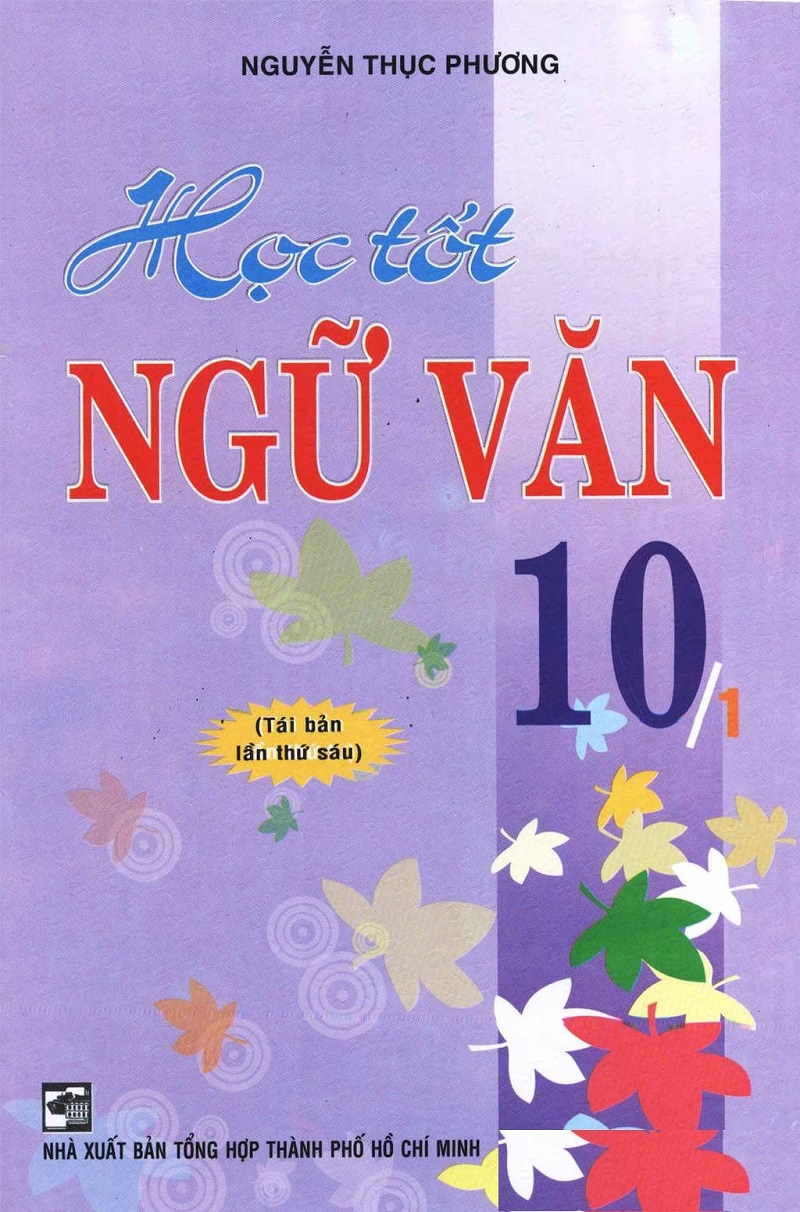 NGUYỄN THỤC PHƯƠNG
Học tốt
NGỮ VĂN
10/1
(Tái bản
lần thứ sáu)
NHÀ XUẤT BẢN TỔNG HỢP THÀNH PHỐ HỒ CHÍ MINH